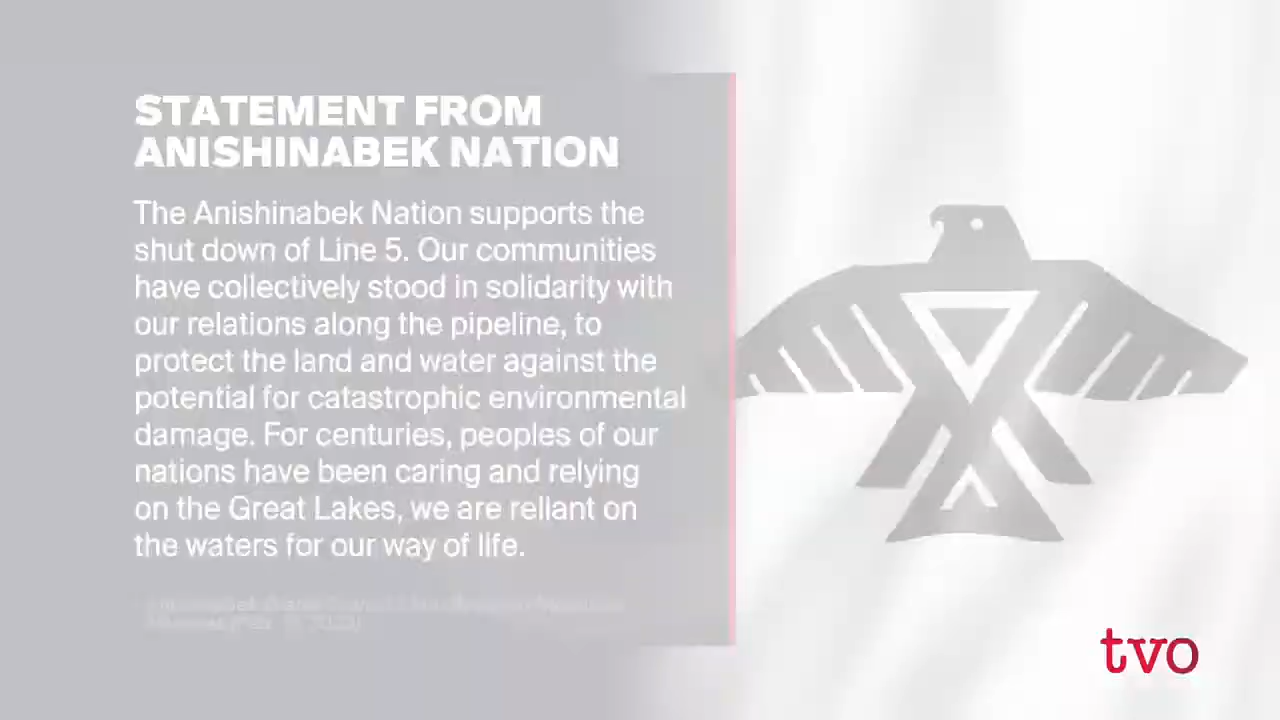 STATEMENT FROM
ANISHINABEK NATION
The Anishinabek Nation supports the
shut down of Line 5. Our communities
have collectively stood in solidarity with
our relations along the pipeline, to
protect the land and water against the
potential for catastrophic environmental
damage. For centuries, peoples of our
nations have been caring and relying
on the Great Lakes, we are reliant on
the waters for our way of life.
tvo